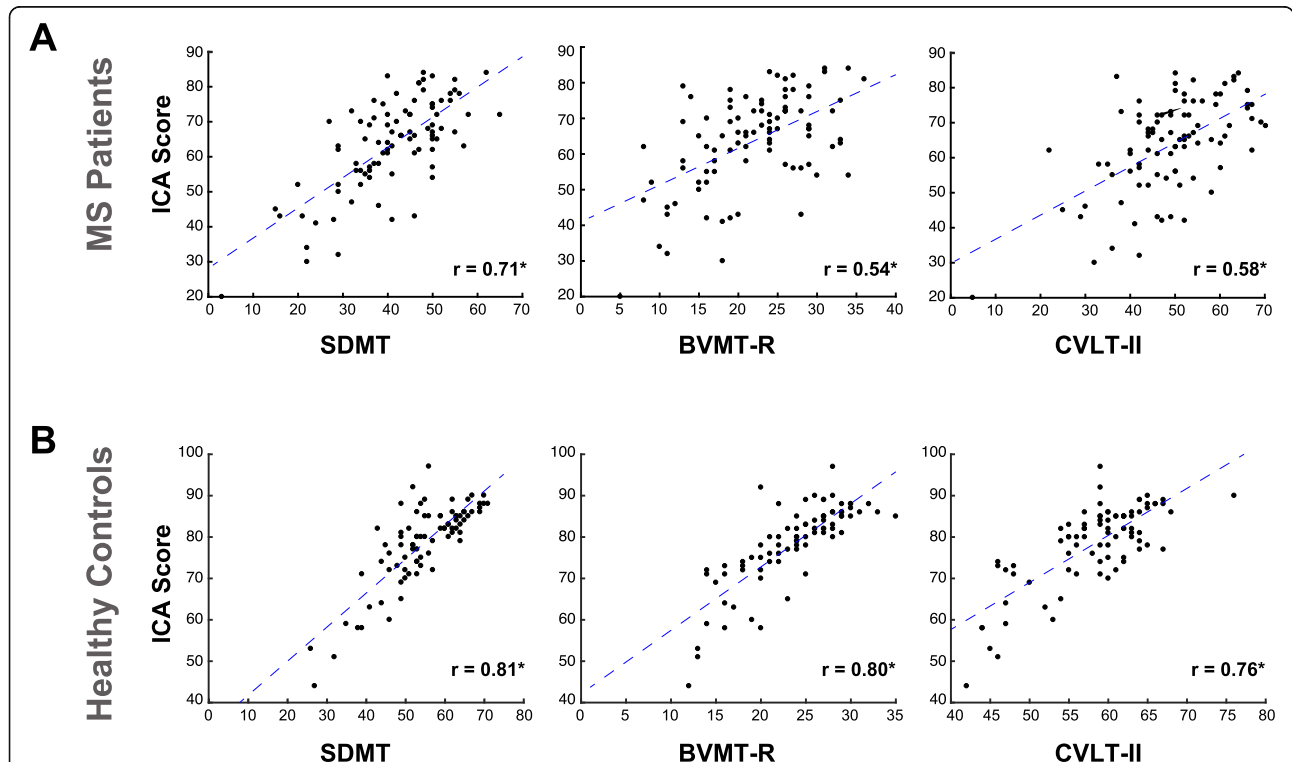 A
MS Patients
ICA Score
90
80
70
60
50
40
30
20
0 10 20 30 40 50 60 70
r = 0.71*
SDMT
90
80
70
60
50
40
30
20
0 5 10 15 20 25 30 35 40
r = 0.54*
BVMT-R
90
80
70
60
50
40
30
20
0 10 20 30 40 50 60 70
r = 0.58*
CVLT-II
B
Healthy Controls
ICA Score
100
90
80
70
60
50
40
0 10 20 30 40 50 60 70 80
r = 0.81*
SDMT
100
90
80
70
60
50
40
0 5 10 15 20 25 30 35
r = 0.80*
BVMT-R
100
90
80
70
60
50
40
40 45 55 65 60 70 75 80
r = 0.76*
CVLT-II